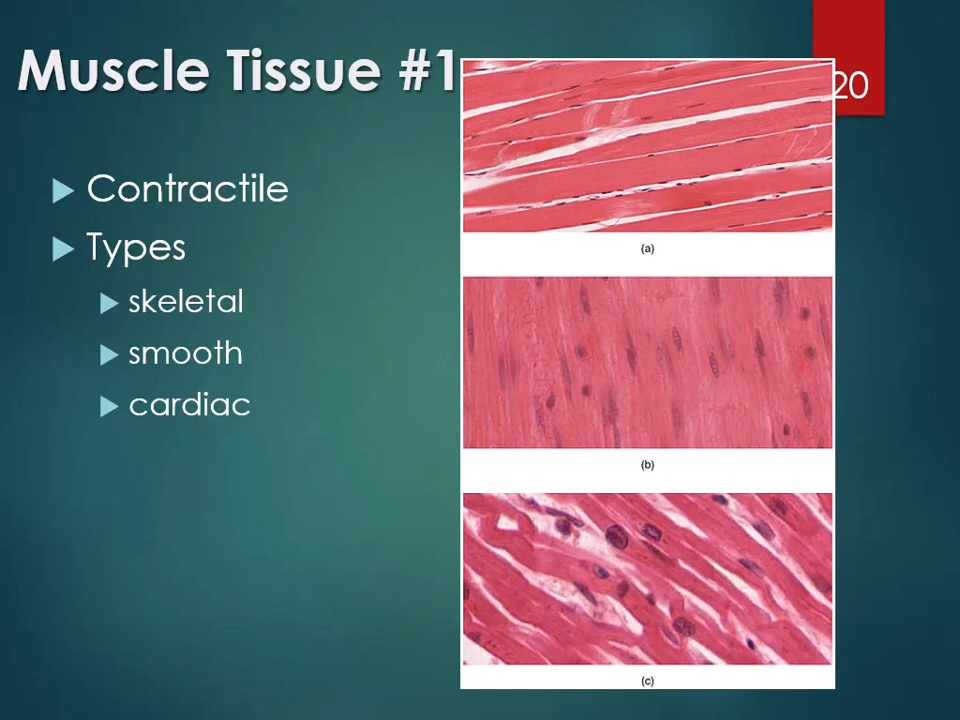 Muscle Tissue #1
20
Contractile
Types
skeletal
smooth
cardiac
(a)
(b)
(c)